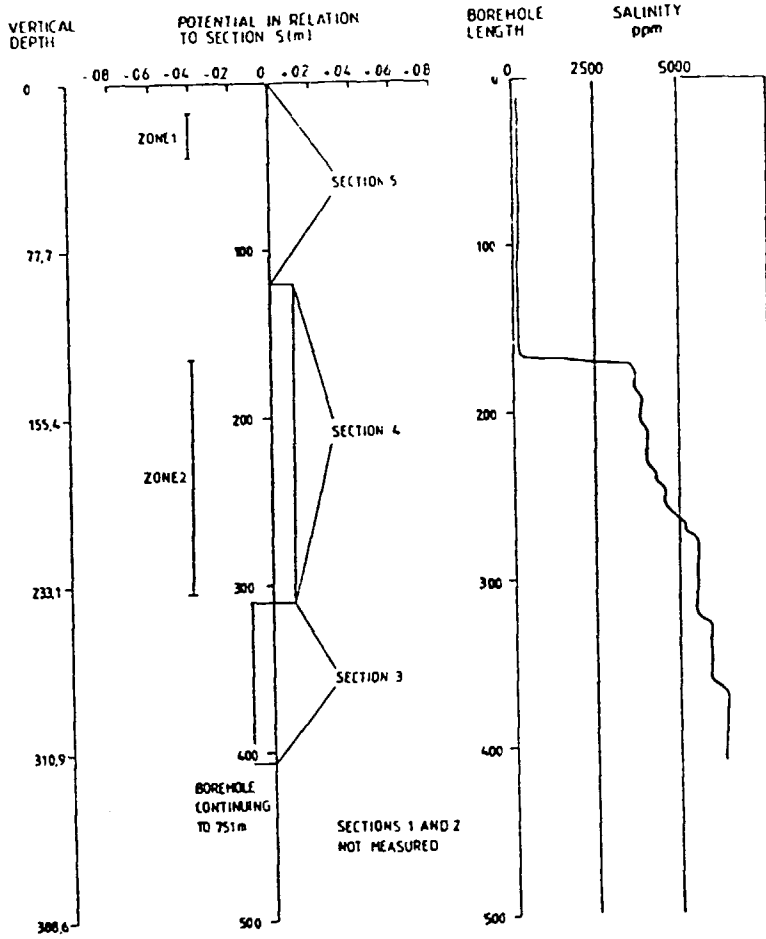 VERTICAL
DEPTH
POTENTIAL IN RELATION
TO SECTION 5(m)
BOREHOLE
LENGTH
SALINITY
ppm
-08 -06 -04 -02 0 +02 +04 +06 +08
0 2500 5000
0
ZONE1
SECTION 5
77,7
100
100
155,4
200
200
SECTION 4
ZONE2
233,1
300
300
SECTION 3
310,9
400
400
BOREHOLE
CONTINUING
TO 751m
SECTIONS 1 AND 2
NOT MEASURED
388,6
500
500